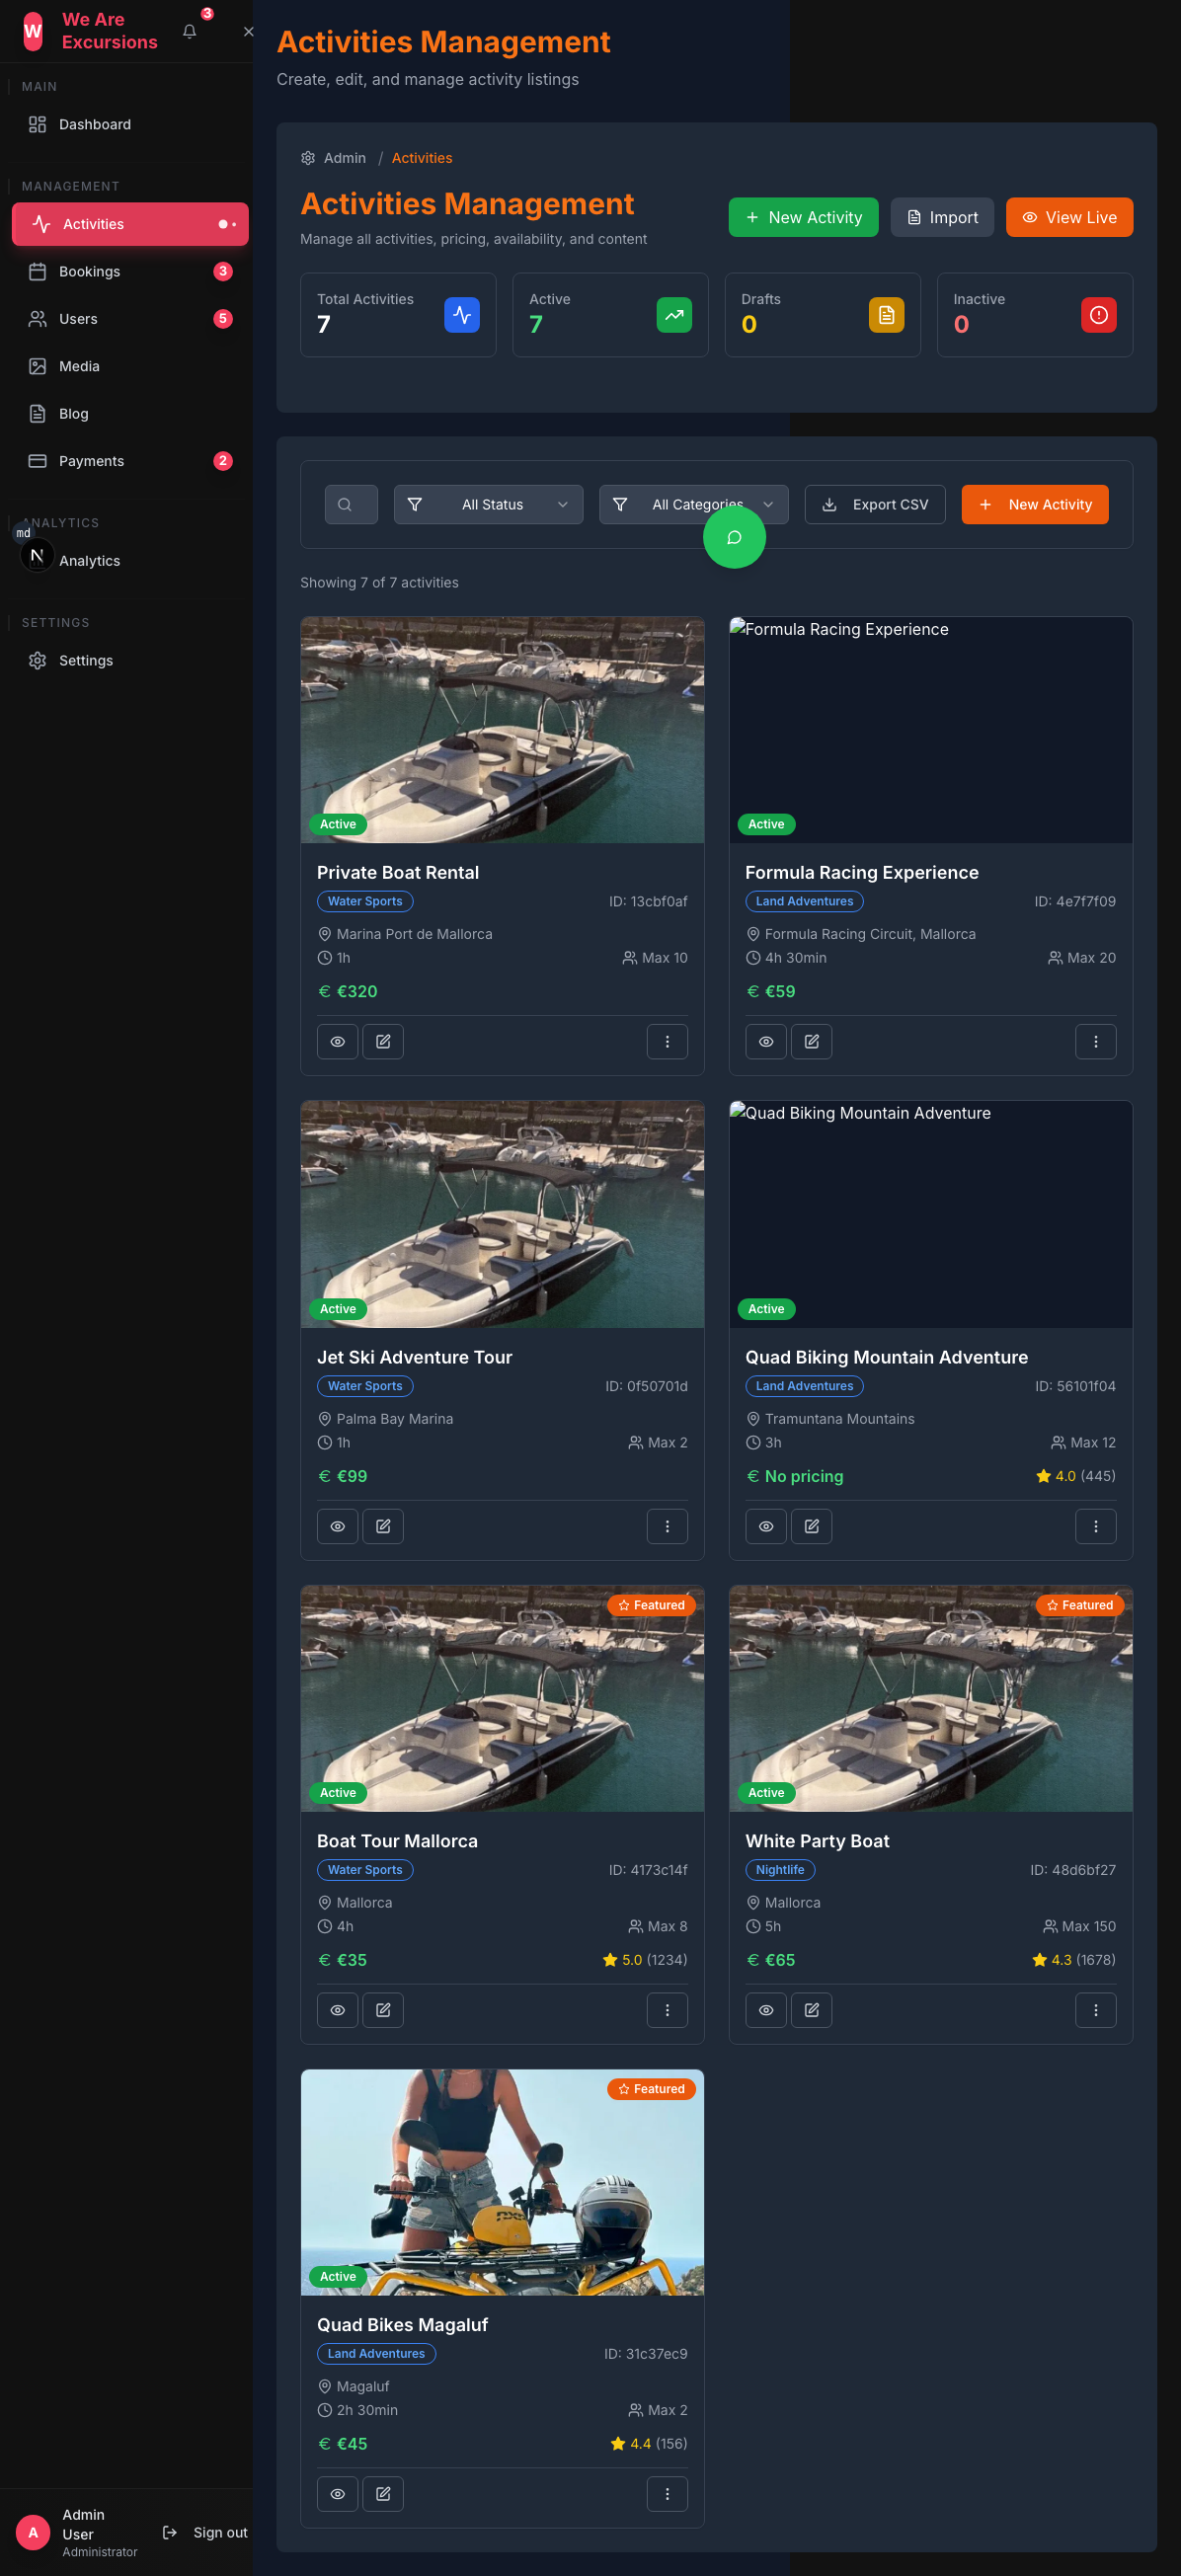 W
We Are
Excursions
3
MAIN
Dashboard
MANAGEMENT
Activities
Bookings
3
Users
5
Media
Blog
Payments
2
ANALYTICS
md
N
Analytics
SETTINGS
Settings
A
Admin
User
Administrator
Sign out
Activities Management
Create, edit, and manage activity listings
Admin / Activities
Activities Management
Manage all activities, pricing, availability, and content
New Activity
Import
View Live
Total Activities
7
Active
7
Drafts
0
Inactive
0
All Status
All Categories
Export CSV
New Activity
Showing 7 of 7 activities
Active
Private Boat Rental
Water Sports
ID: 13cbf0af
Marina Port de Mallorca
1h
Max 10
€ €320
Formula Racing Experience
Active
Formula Racing Experience
Land Adventures
ID: 4e7f7f09
Formula Racing Circuit, Mallorca
4h 30min
Max 20
€ €59
Active
Jet Ski Adventure Tour
Water Sports
ID: 0f50701d
Palma Bay Marina
1h
Max 2
€ €99
Quad Biking Mountain Adventure
Active
Quad Biking Mountain Adventure
Land Adventures
ID: 56101f04
Tramuntana Mountains
3h
Max 12
€ No pricing
4.0 (445)
Featured
Active
Boat Tour Mallorca
Water Sports
ID: 4173c14f
Mallorca
4h
Max 8
€ €35
5.0 (1234)
Featured
Active
White Party Boat
Nightlife
ID: 48d6bf27
Mallorca
5h
Max 150
€ €65
4.3 (1678)
Featured
Active
Quad Bikes Magaluf
Land Adventures
ID: 31c37ec9
Magaluf
2h 30min
Max 2
€ €45
4.4 (156)